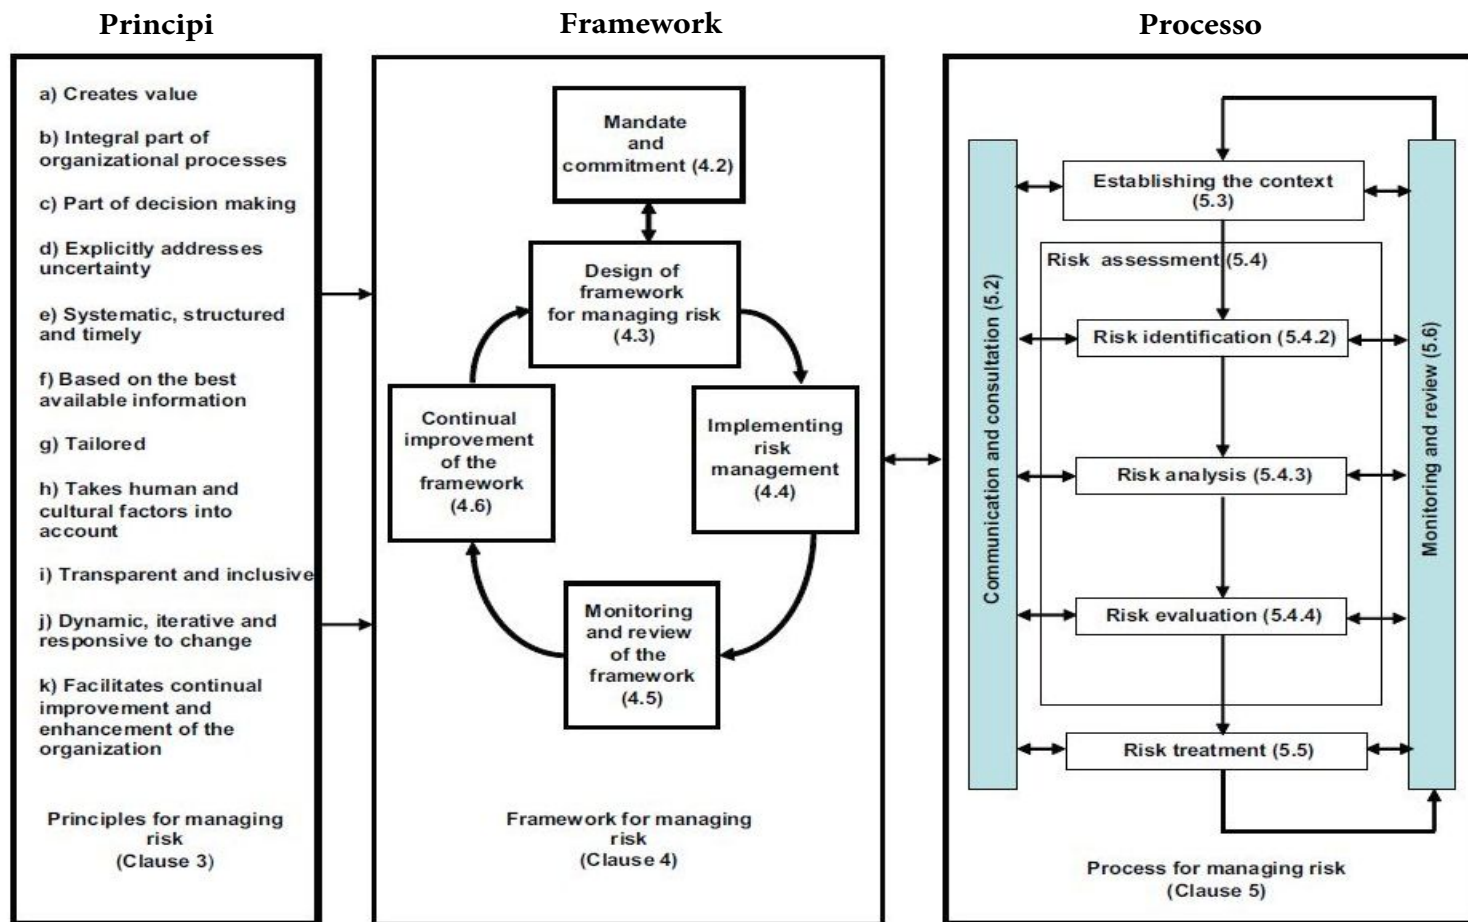 Principi
a) Creates value
b) Integral part of
organizational processes
c) Part of decision making
d) Explicitly addresses
uncertainty
e) Systematic, structured
and timely
f) Based on the best
available information
g) Tailored
h) Takes human and
cultural factors into
account
i) Transparent and inclusive
j) Dynamic, iterative and
responsive to change
k) Facilitates continual
improvement and
enhancement of the
organization
Principles for managing
risk
(Clause 3)
Framework
Mandate
and
commitment (4.2)
Design of
framework
for managing risk
(4.3)
Implementing
risk
management
(4.4)
Monitoring
and review
of the
framework
(4.5)
Continual
improvement
of the
framework
(4.6)
Framework for managing
risk
(Clause 4)
Processo
Communication and consultation (5.2)
Establishing the context
(5.3)
Risk assessment (5.4)
Risk identification (5.4.2)
Risk analysis (5.4.3)
Risk evaluation (5.4.4)
Risk treatment (5.5)
Monitoring and review (5.6)
Process for managing risk
(Clause 5)